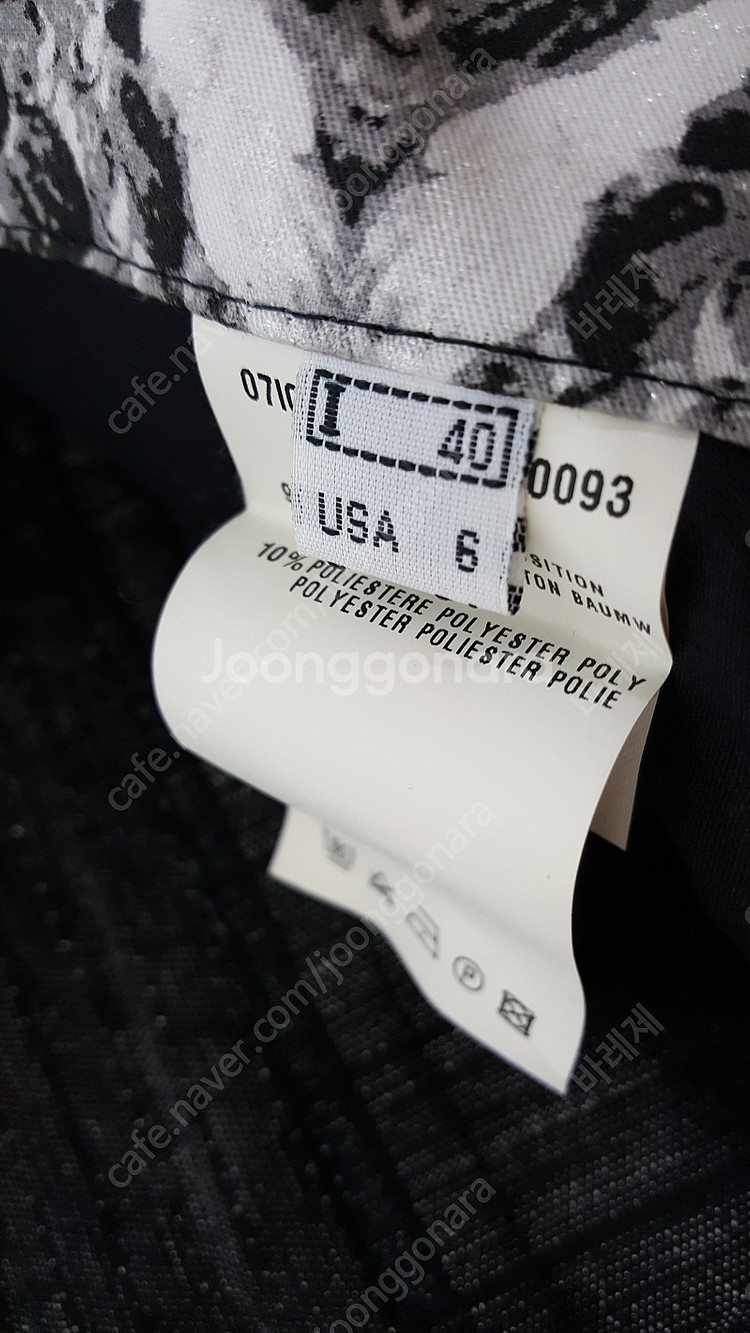 I 40
USA 6
0093
SITION
TON BAUMW
10% POLIESTERE POLYESTER POLY
POLYESTER POLIESTER POLIE
P
Joonggonara
cafe.naver.com/joonggonara
바레제